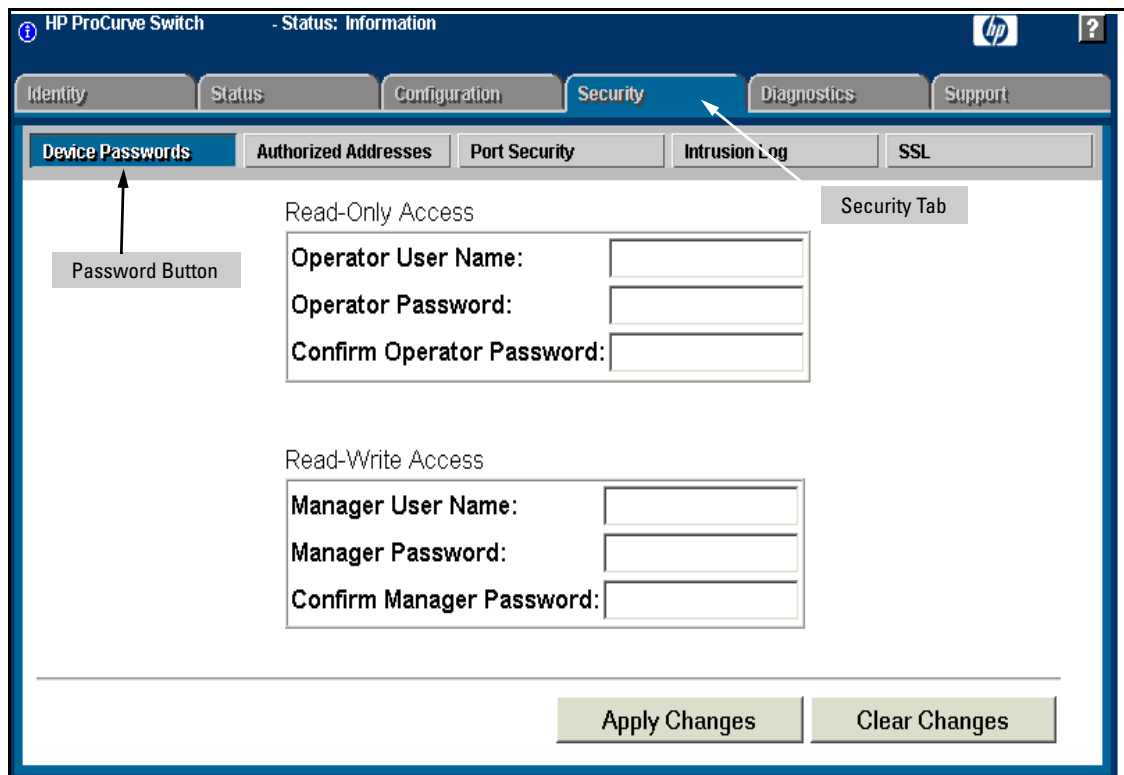 HP ProCurve Switch - Status: Information
hp
?
Identity Status Configuration Security Diagnostics Support
Device Passwords Authorized Addresses Port Security Intrusion Log SSL
Security Tab
Password Button
Read-Only Access
Operator User Name:
Operator Password:
Confirm Operator Password:
Read-Write Access
Manager User Name:
Manager Password:
Confirm Manager Password:
Apply Changes Clear Changes